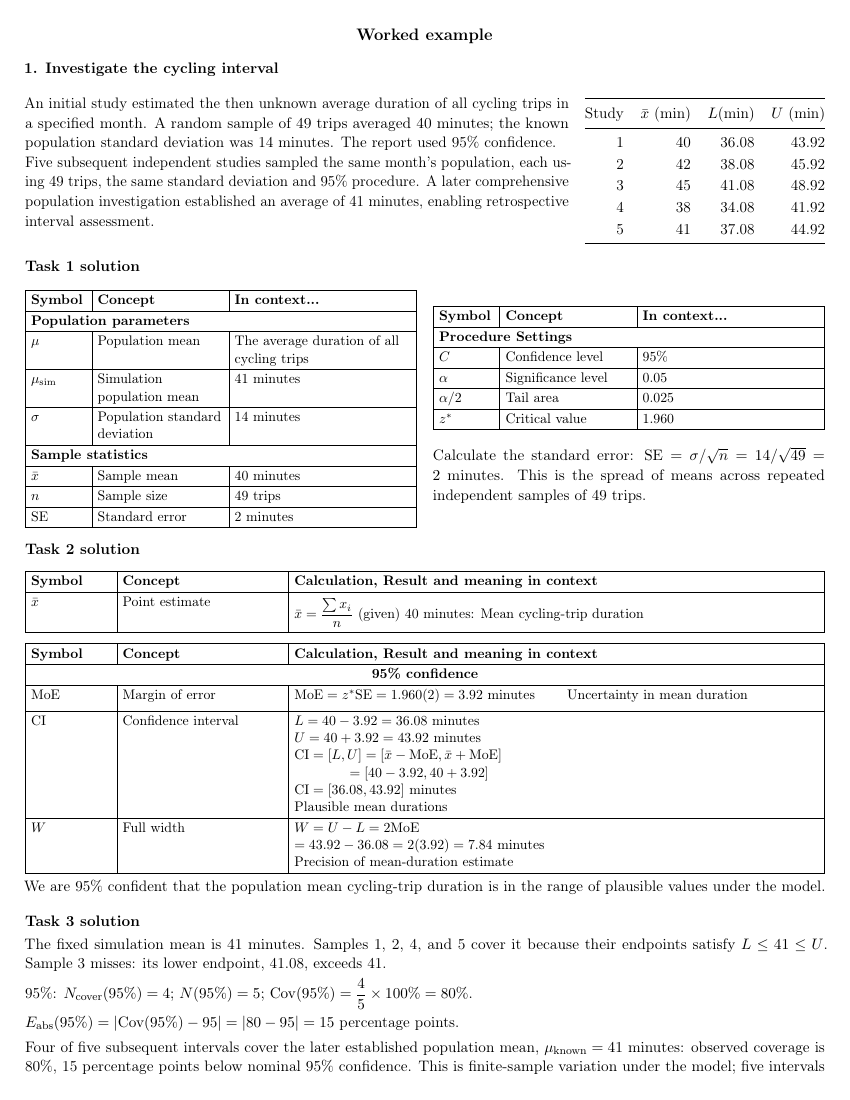 Worked example
1. Investigate the cycling interval
An initial study estimated the then unknown average duration of all cycling trips in
a specified month. A random sample of 49 trips averaged 40 minutes; the known
population standard deviation was 14 minutes. The report used 95% confidence.
Five subsequent independent studies sampled the same month's population, each us-
ing 49 trips, the same standard deviation and 95% procedure. A later comprehensive
population investigation established an average of 41 minutes, enabling retrospective
interval assessment.
Study x̄ (min) L(min) U (min)
1 40 36.08 43.92
2 42 38.08 45.92
3 45 41.08 48.92
4 38 34.08 41.92
5 41 37.08 44.92
Task 1 solution
Symbol Concept In context...
Population parameters
μ Population mean The average duration of all
cycling trips
μ_sim Simulation 41 minutes
population mean
σ Population standard 14 minutes
deviation
Sample statistics
x̄ Sample mean 40 minutes
n Sample size 49 trips
SE Standard error 2 minutes
Symbol Concept In context...
Procedure Settings
C Confidence level 95%
α Significance level 0.05
α/2 Tail area 0.025
z* Critical value 1.960
Calculate the standard error: SE = σ/√n = 14/√49 =
2 minutes. This is the spread of means across repeated
independent samples of 49 trips.
Task 2 solution
Symbol Concept Calculation, Result and meaning in context
x̄ Point estimate x̄ = ∑ x_i / n (given) 40 minutes: Mean cycling-trip duration
Symbol Concept Calculation, Result and meaning in context
95% confidence
MoE Margin of error MoE = z*SE = 1.960(2) = 3.92 minutes Uncertainty in mean duration
CI Confidence interval L = 40 − 3.92 = 36.08 minutes
U = 40 + 3.92 = 43.92 minutes
CI = [L, U] = [x̄ − MoE, x̄ + MoE]
= [40 − 3.92, 40 + 3.92]
CI = [36.08, 43.92] minutes
Plausible mean durations
W Full width W = U − L = 2MoE
= 43.92 − 36.08 = 2(3.92) = 7.84 minutes
Precision of mean-duration estimate
We are 95% confident that the population mean cycling-trip duration is in the range of plausible values under the model.
Task 3 solution
The fixed simulation mean is 41 minutes. Samples 1, 2, 4, and 5 cover it because their endpoints satisfy L ≤ 41 ≤ U.
Sample 3 misses: its lower endpoint, 41.08, exceeds 41.
95%: N_cover(95%) = 4; N(95%) = 5; Cov(95%) = 4/5 × 100% = 80%.
E_abs(95%) = |Cov(95%) − 95| = |80 − 95| = 15 percentage points.
Four of five subsequent intervals cover the later established population mean, μ_known = 41 minutes: observed coverage is
80%, 15 percentage points below nominal 95% confidence. This is finite-sample variation under the model; five intervals